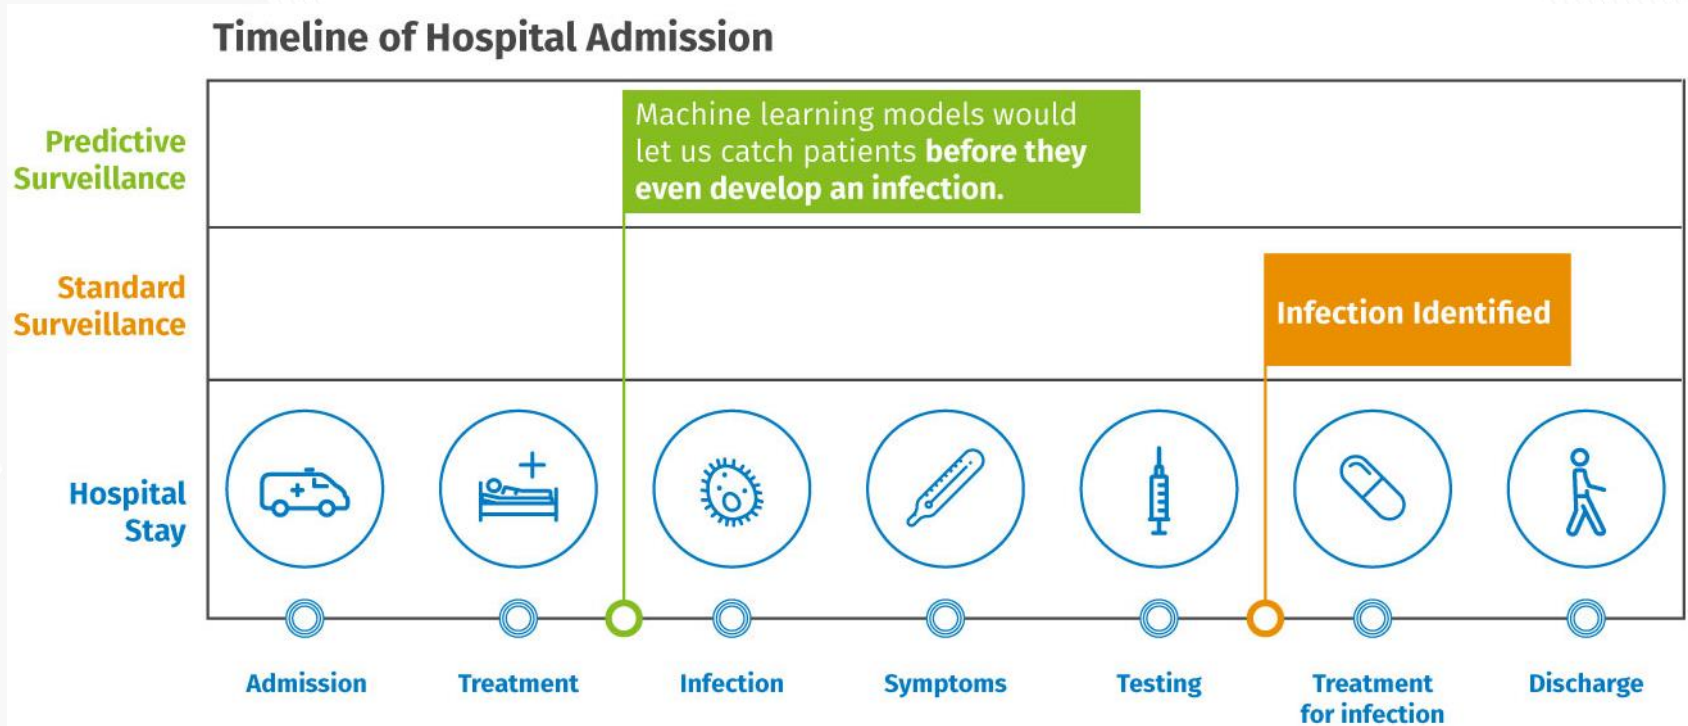 Timeline of Hospital Admission
Predictive
Surveillance
Machine learning models would
let us catch patients before they
even develop an infection.
Standard
Surveillance
Infection Identified
Hospital
Stay
Admission
Treatment
Infection
Symptoms
Testing
Treatment
for infection
Discharge